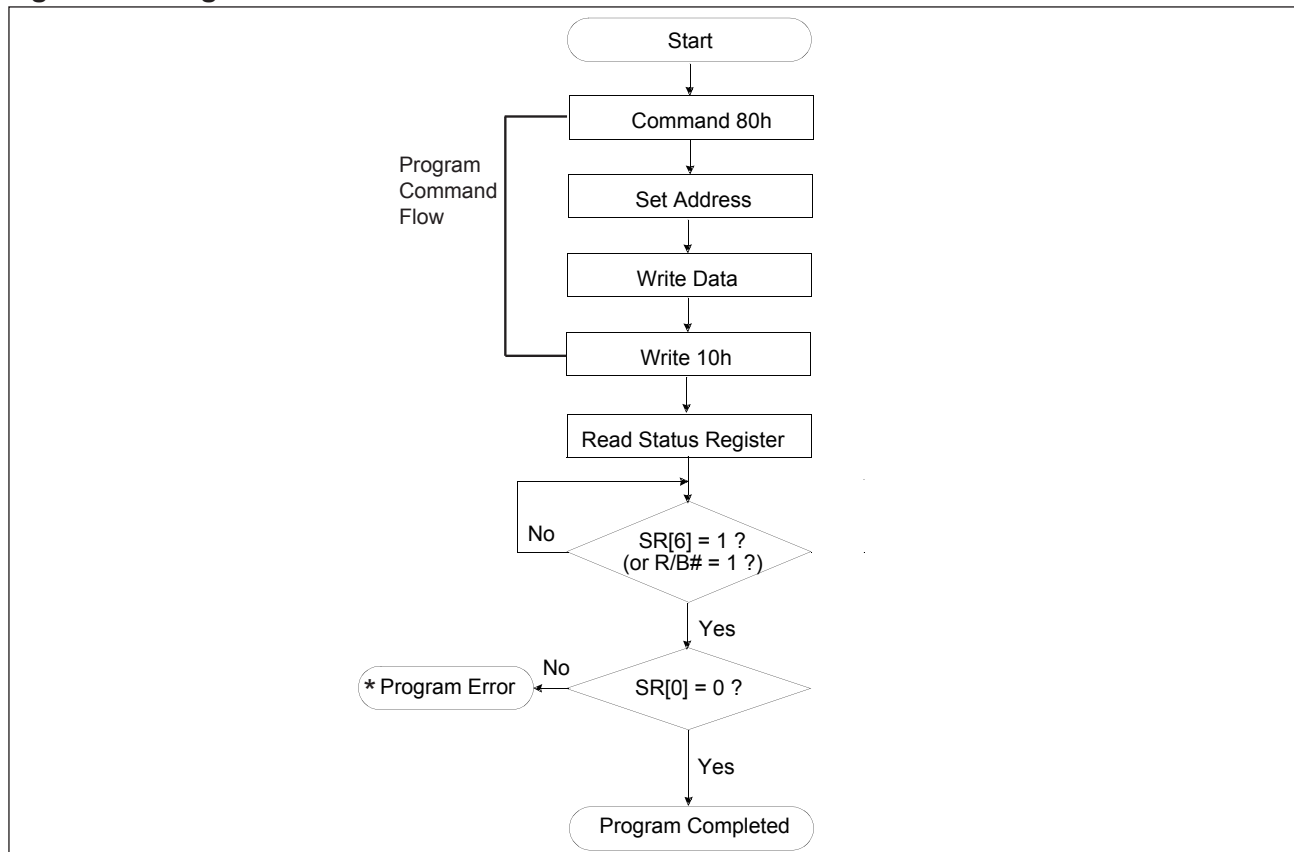 Start
Command 80h
Program
Command
Flow
Set Address
Write Data
Write 10h
Read Status Register
No
SR[6] = 1 ?
(or R/B# = 1 ?)
Yes
No
* Program Error
SR[0] = 0 ?
Yes
Program Completed